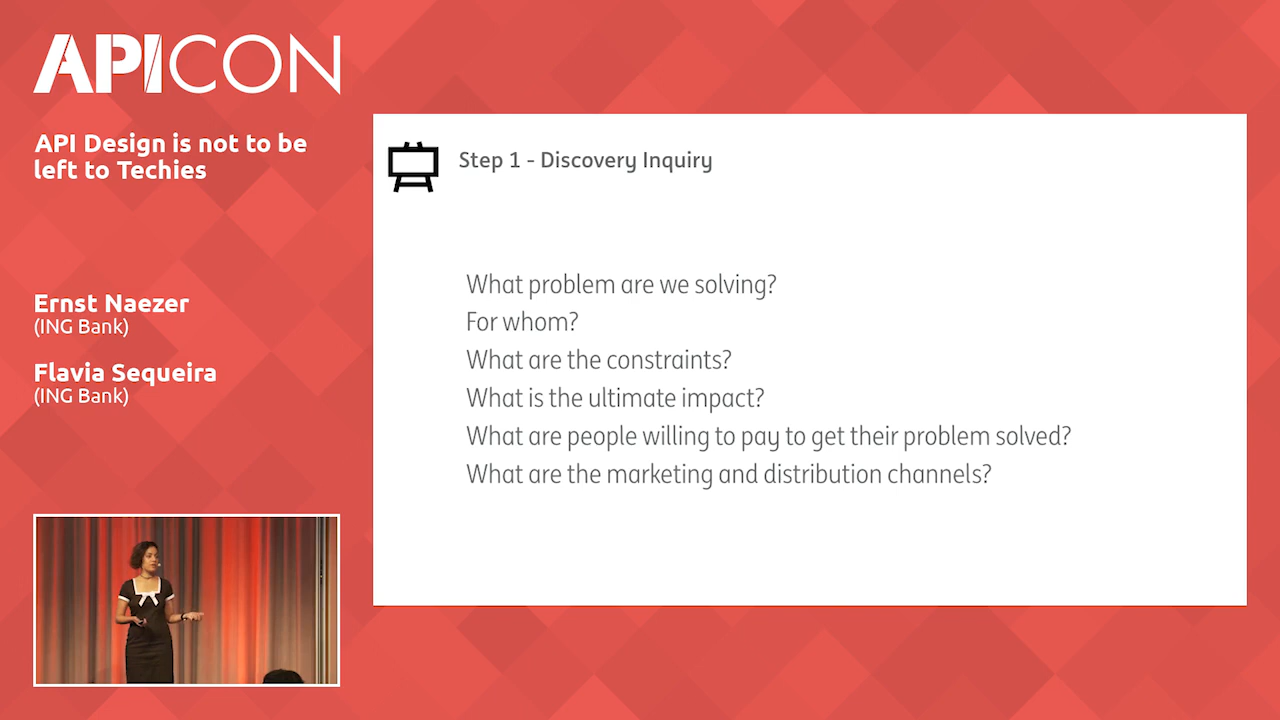 APICON
API Design is not to be
left to Techies
Ernst Naezer
(ING Bank)
Flavia Sequeira
(ING Bank)
Step 1 - Discovery Inquiry
What problem are we solving?
For whom?
What are the constraints?
What is the ultimate impact?
What are people willing to pay to get their problem solved?
What are the marketing and distribution channels?